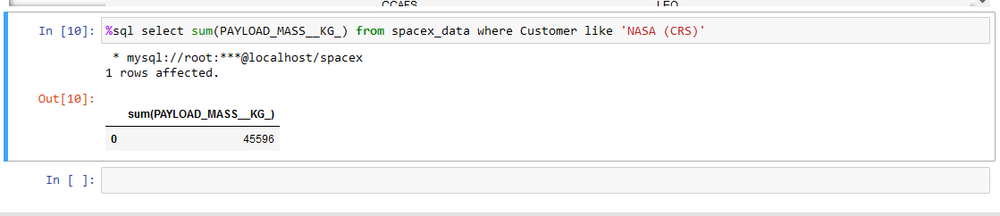 CCAFS LEO
In [10]: %sql select sum(PAYLOAD_MASS__KG_) from spacex_data where Customer like 'NASA (CRS)'
* mysql://root:***@localhost/spacex
1 rows affected.
Out[10]:
sum(PAYLOAD_MASS__KG_)
0 45596
In [ ]: